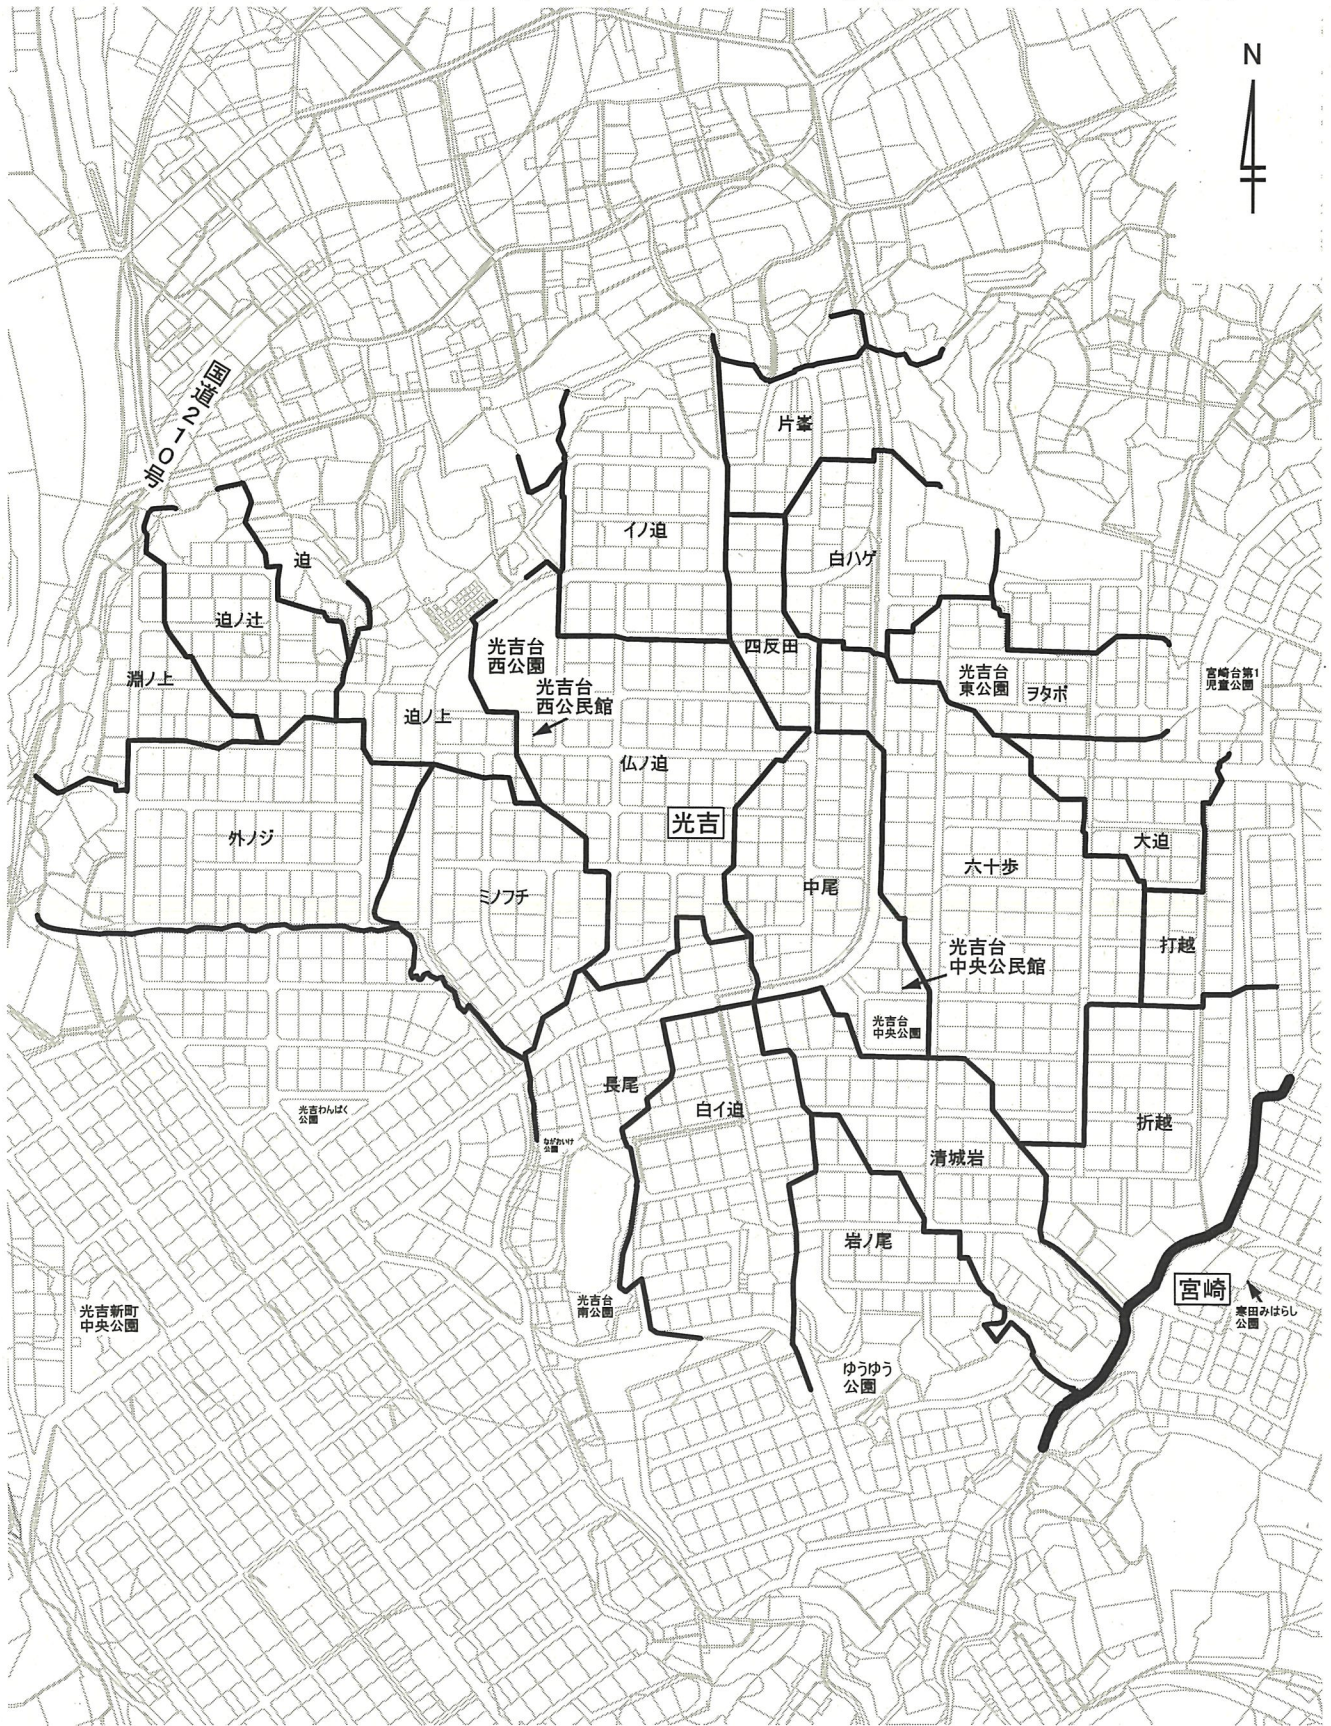 N
国道210号
片峯
イノ迫
白ハゲ
迫
迫ノ辻
四反田
光吉台
西公園
光吉台
東公園
ヲタボ
宮崎台第1
児童公園
淵ノ上
光吉台
西公民館
迫ノ上
仏ノ迫
光吉
外ノジ
大迫
六十歩
ミノフチ
中尾
打越
光吉台
中央公民館
光吉台
中央公園
長尾
白イ迫
光吉わんぱく
公園
ながおいけ
公園
折越
清城岩
岩ノ尾
宮崎
寒田みはらし
公園
光吉台
南公園
光吉新町
中央公園
ゆうゆう
公園